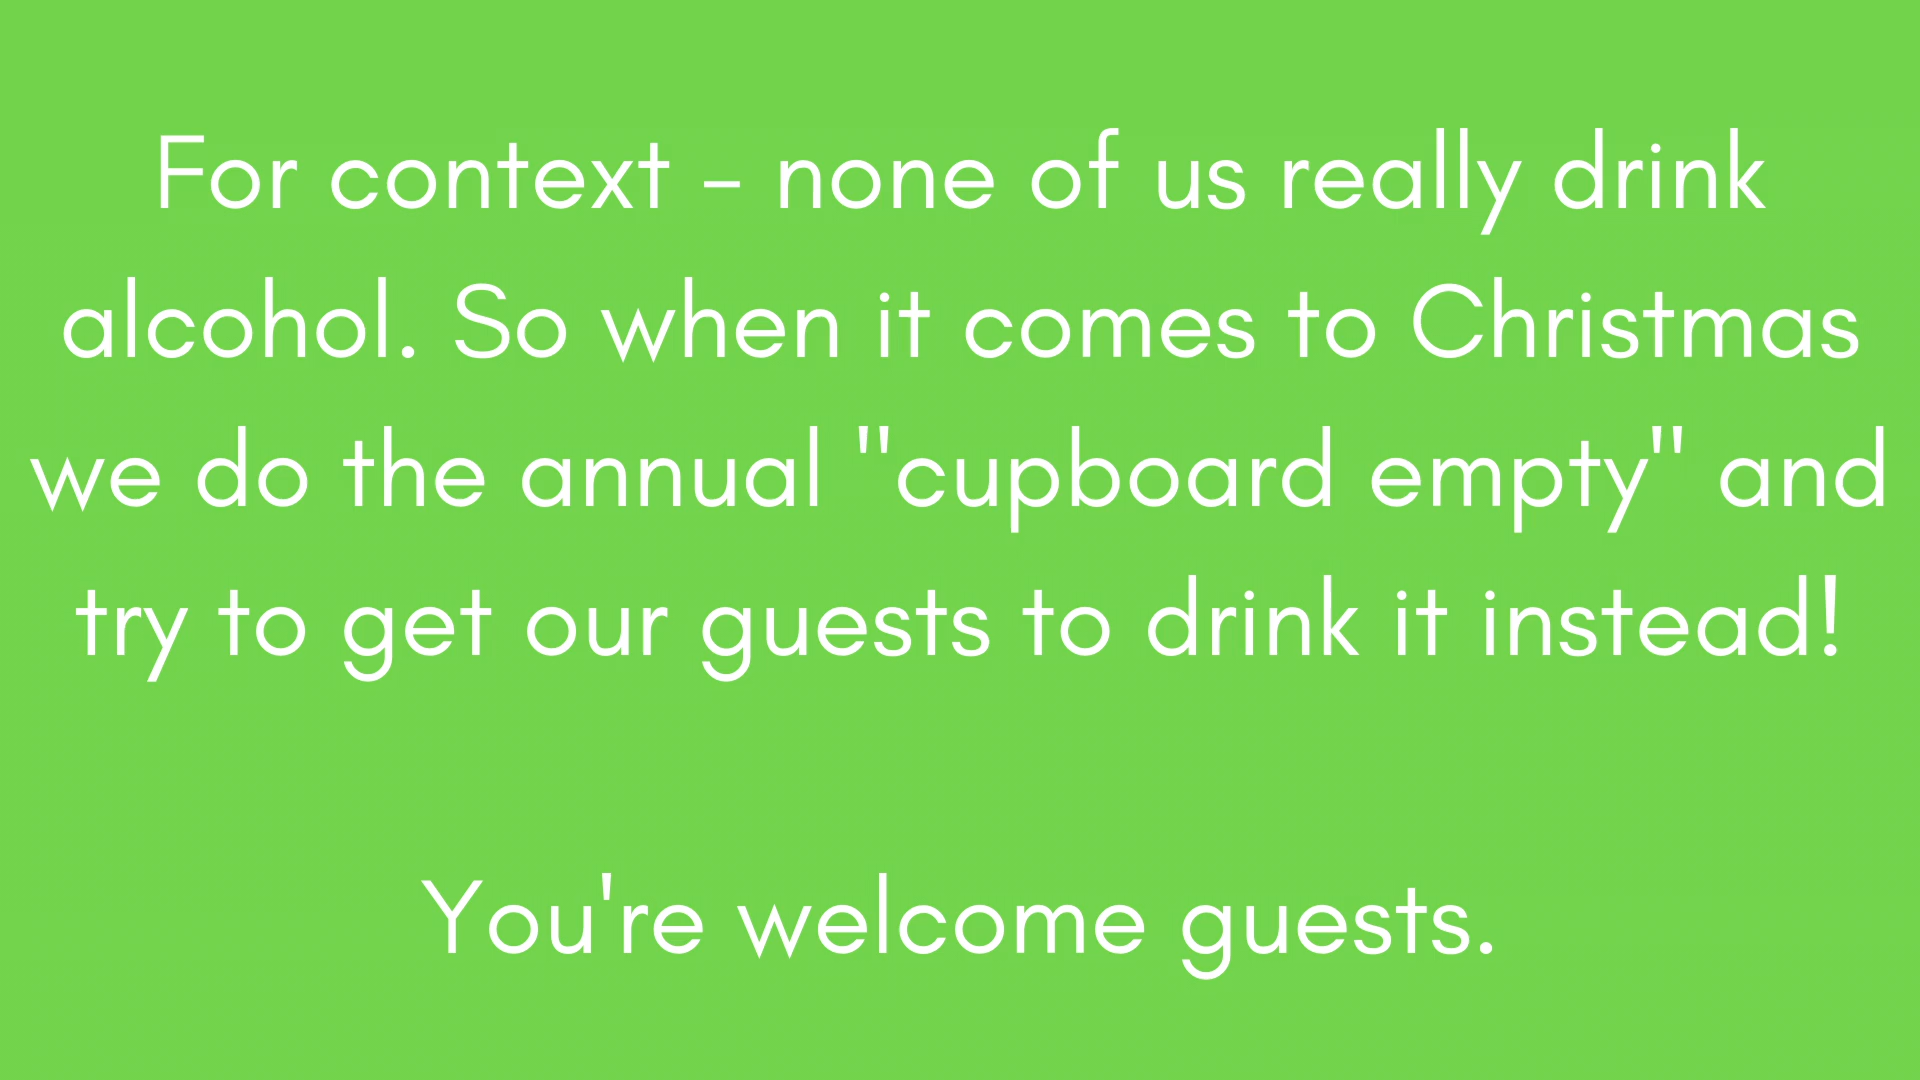 For context - none of us really drink
alcohol. So when it comes to Christmas
we do the annual "cupboard empty" and
try to get our guests to drink it instead!
You're welcome guests.